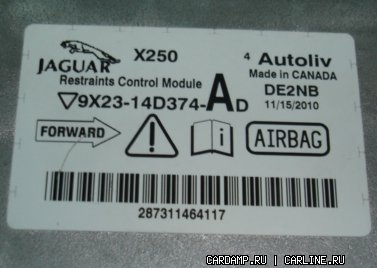 JAGUAR X250 4 Autoliv
Restraints Control Module Made in CANADA
9X23-14D374-AD DE2NB
11/15/2010
FORWARD i AIRBAG
287311464117
CARDAMP.RU | CARLINE.RU